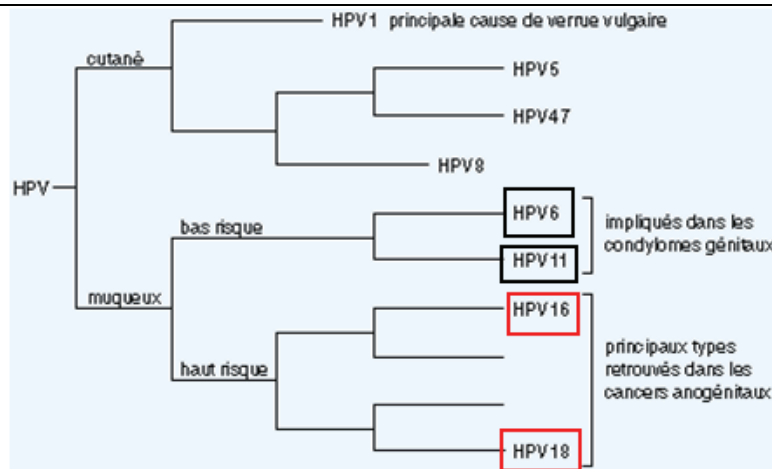 HPV1 principale cause de verrue vulgaire
cutané
HPV5
HPV47
HPV8
HPV
HPV6
bas risque
impliqués dans les
condylomes génitaux
HPV11
muqueux
HPV16
principaux types
retrouvés dans les
cancers anogénitaux
haut risque
HPV18